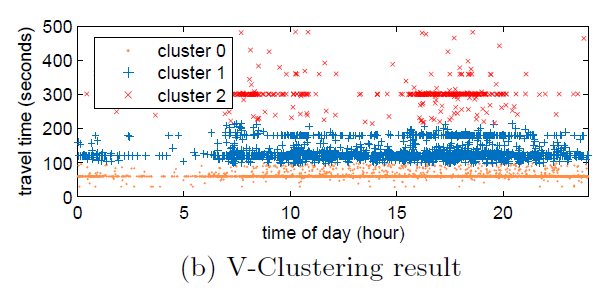 500
400
300
200
100
0
travel time (seconds)
cluster 0
cluster 1
cluster 2
0 5 10 15 20
time of day (hour)
(b) V-Clustering result